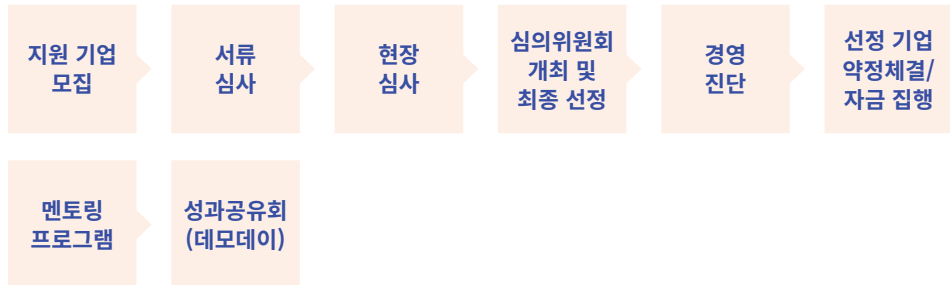 지원 기업
모집
서류
심사
현장
심사
심의위원회
개최 및
최종 선정
경영
진단
선정 기업
약정체결/
자금 집행
멘토링
프로그램
성과공유회
(데모데이)